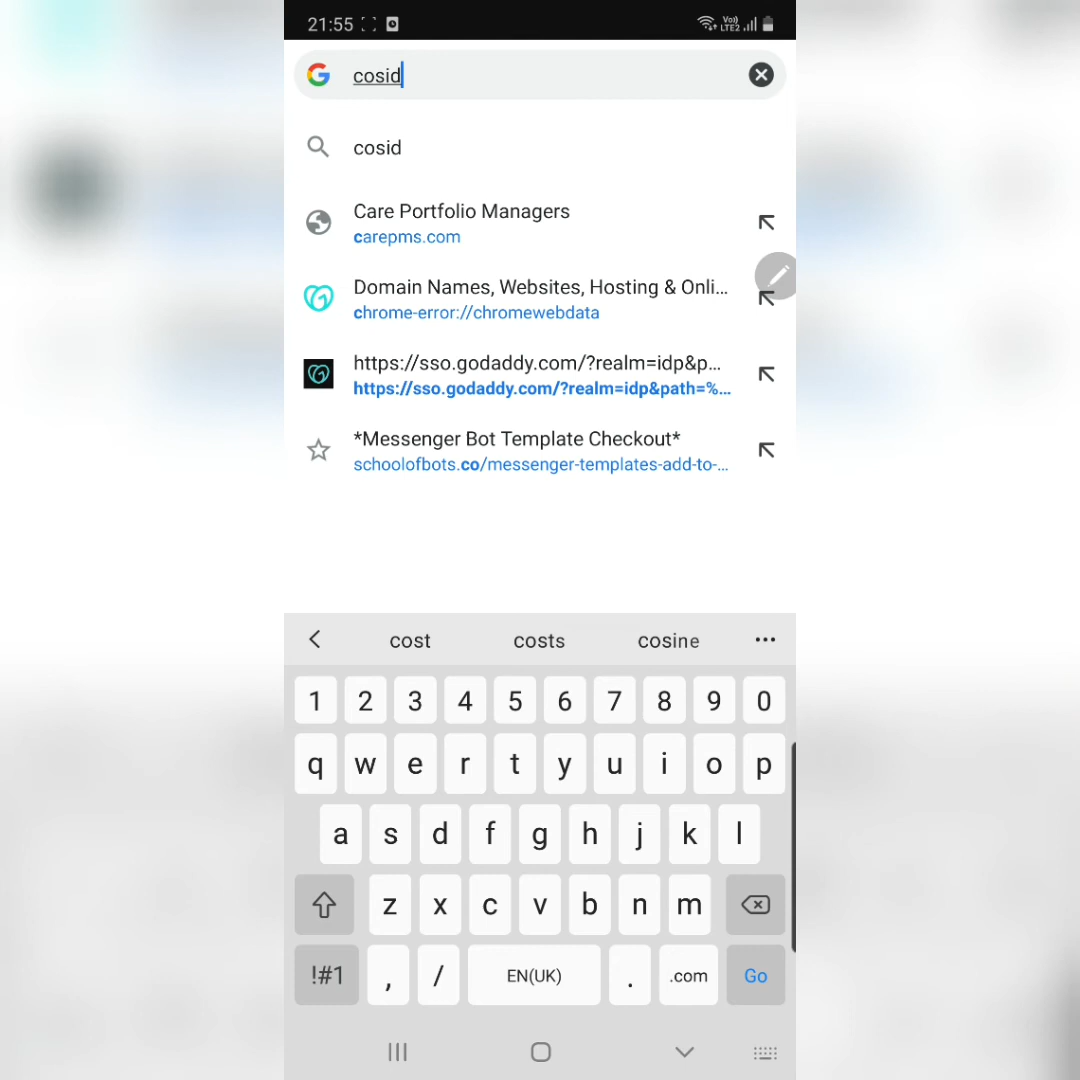 21:55 Vo)) LTE2
cosid
cosid
Care Portfolio Managers
carepms.com
Domain Names, Websites, Hosting & Onli...
chrome-error://chromewebdata
https://sso.godaddy.com/?realm=idp&p...
https://sso.godaddy.com/?realm=idp&path=%...
*Messenger Bot Template Checkout*
schoolofbots.co/messenger-templates-add-to-...
cost costs cosine ...
1 2 3 4 5 6 7 8 9 0
q w e r t y u i o p
a s d f g h j k l
z x c v b n m
!#1 , / EN(UK) . .com Go